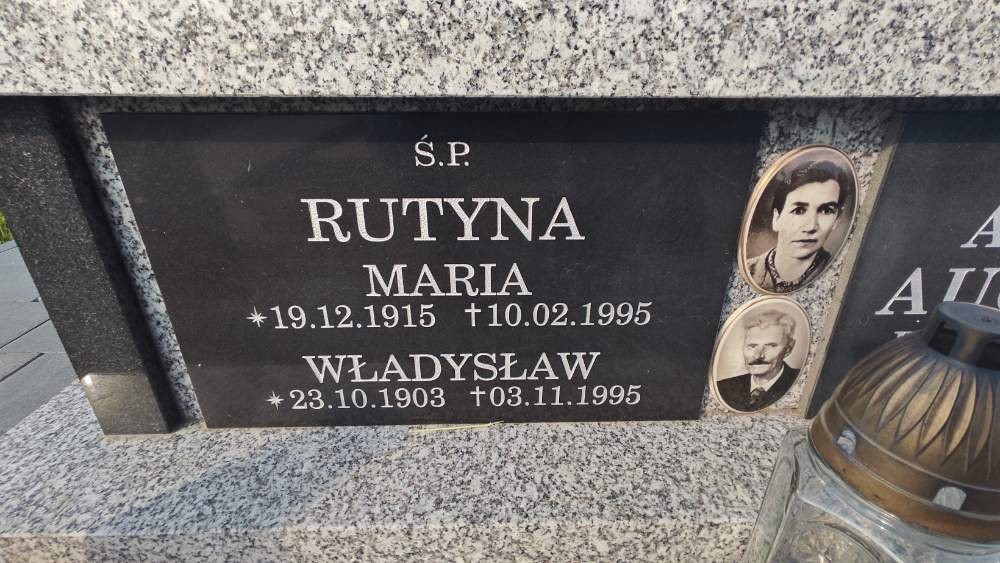 Ś.P.
RUTYNA
MARIA
*19.12.1915 †10.02.1995
WŁADYSŁAW
*23.10.1903 †03.11.1995